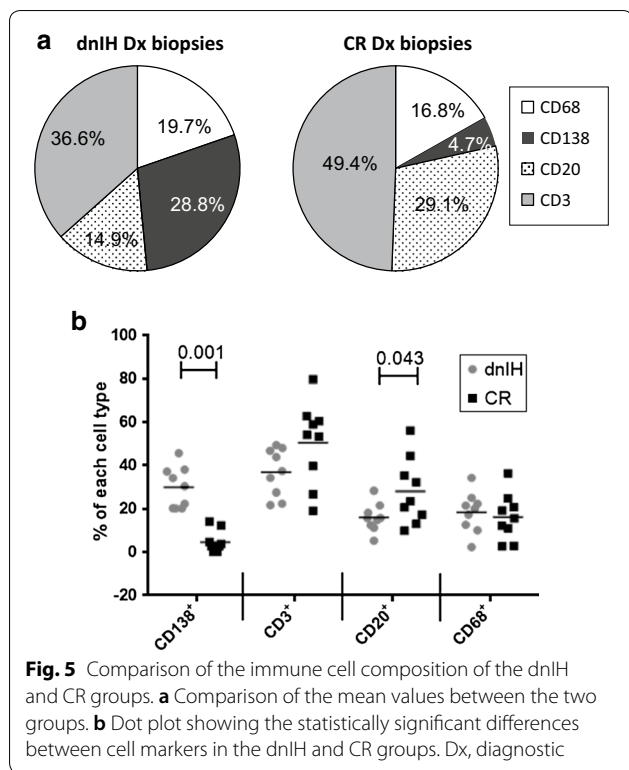 a
dnIH Dx biopsies
CR Dx biopsies
19.7%
28.8%
14.9%
36.6%
16.8%
4.7%
29.1%
49.4%
CD68
CD138
CD20
CD3
b
% of each cell type
100
80
60
40
20
0
-20
0.001
0.043
dnIH
CR
CD138+
CD3+
CD20+
CD68+
Fig. 5 Comparison of the immune cell composition of the dnIH
and CR groups. a Comparison of the mean values between the two
groups. b Dot plot showing the statistically significant differences
between cell markers in the dnIH and CR groups. Dx, diagnostic